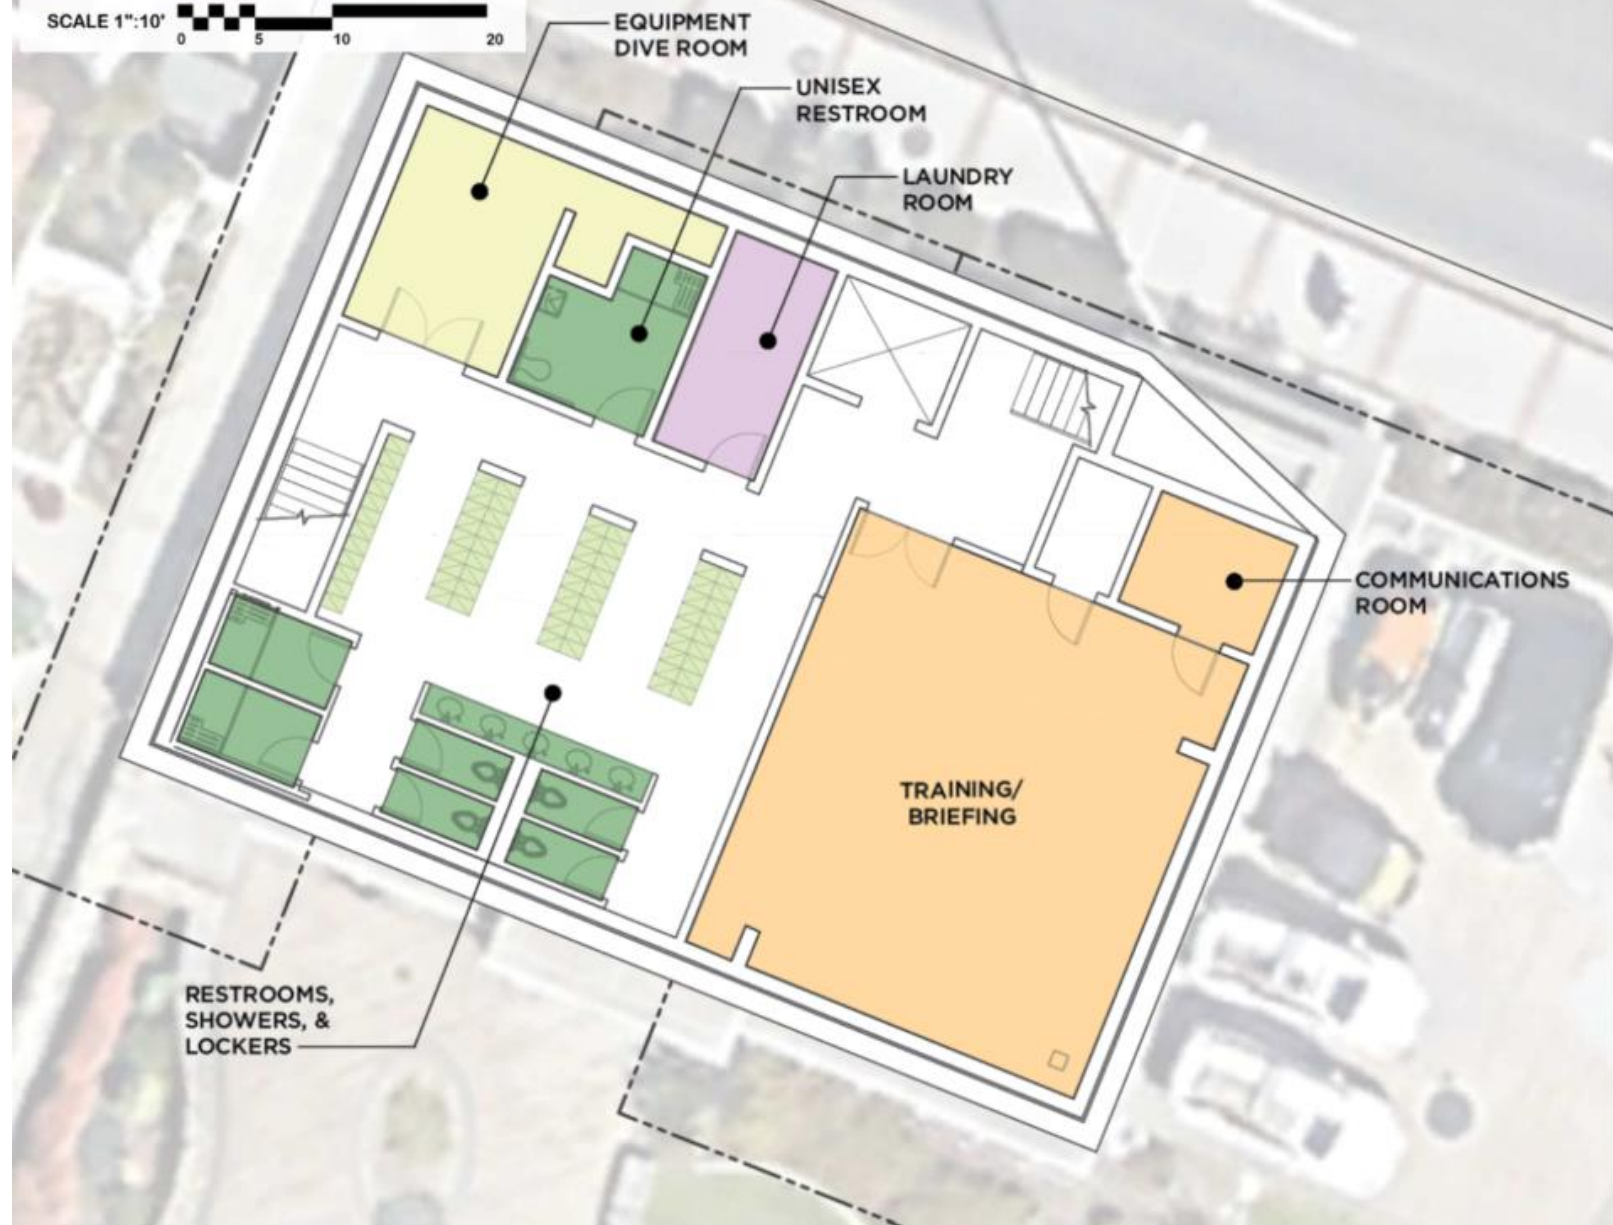 SCALE 1":10'
0 5 10 20
EQUIPMENT
DIVE ROOM
UNISEX
RESTROOM
LAUNDRY
ROOM
COMMUNICATIONS
ROOM
TRAINING/
BRIEFING
RESTROOMS,
SHOWERS, &
LOCKERS